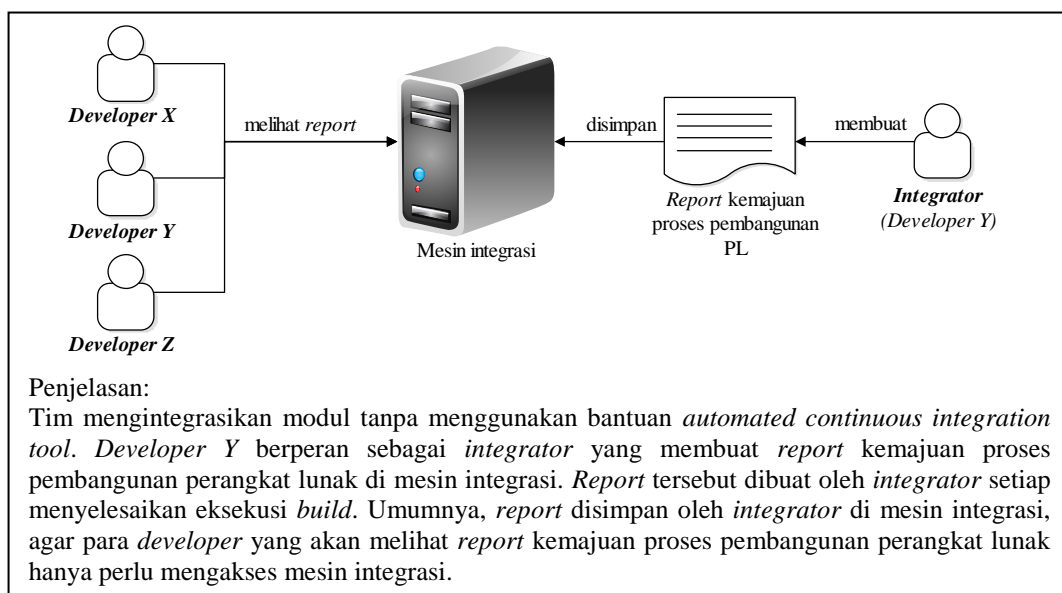 Developer X
melihat report
disimpan
membuat
Developer Y
Report kemajuan
proses pembangunan
PL
Integrator
(Developer Y)
Mesin integrasi
Developer Z
Penjelasan:
Tim mengintegrasikan modul tanpa menggunakan bantuan automated continuous integration
tool. Developer Y berperan sebagai integrator yang membuat report kemajuan proses
pembangunan perangkat lunak di mesin integrasi. Report tersebut dibuat oleh integrator setiap
menyelesaikan eksekusi build. Umumnya, report disimpan oleh integrator di mesin integrasi,
agar para developer yang akan melihat report kemajuan proses pembangunan perangkat lunak
hanya perlu mengakses mesin integrasi.